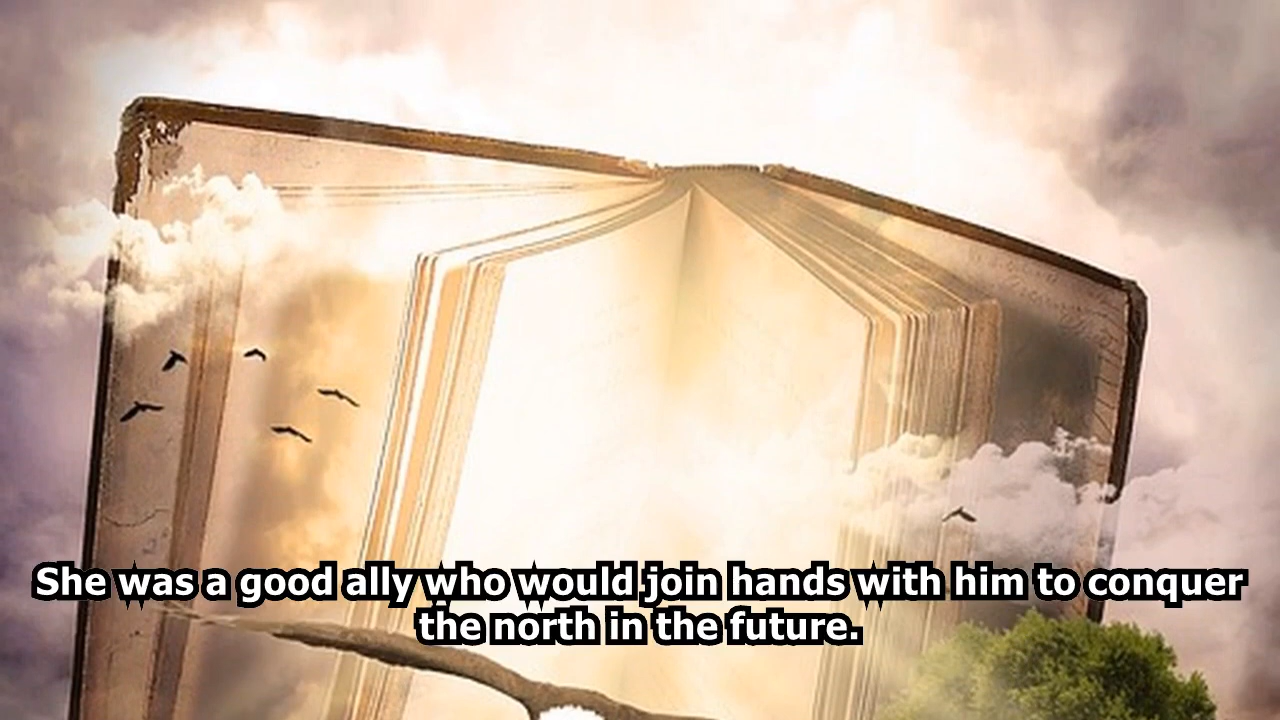 She was a good ally who would join hands with him to conquer
the north in the future.